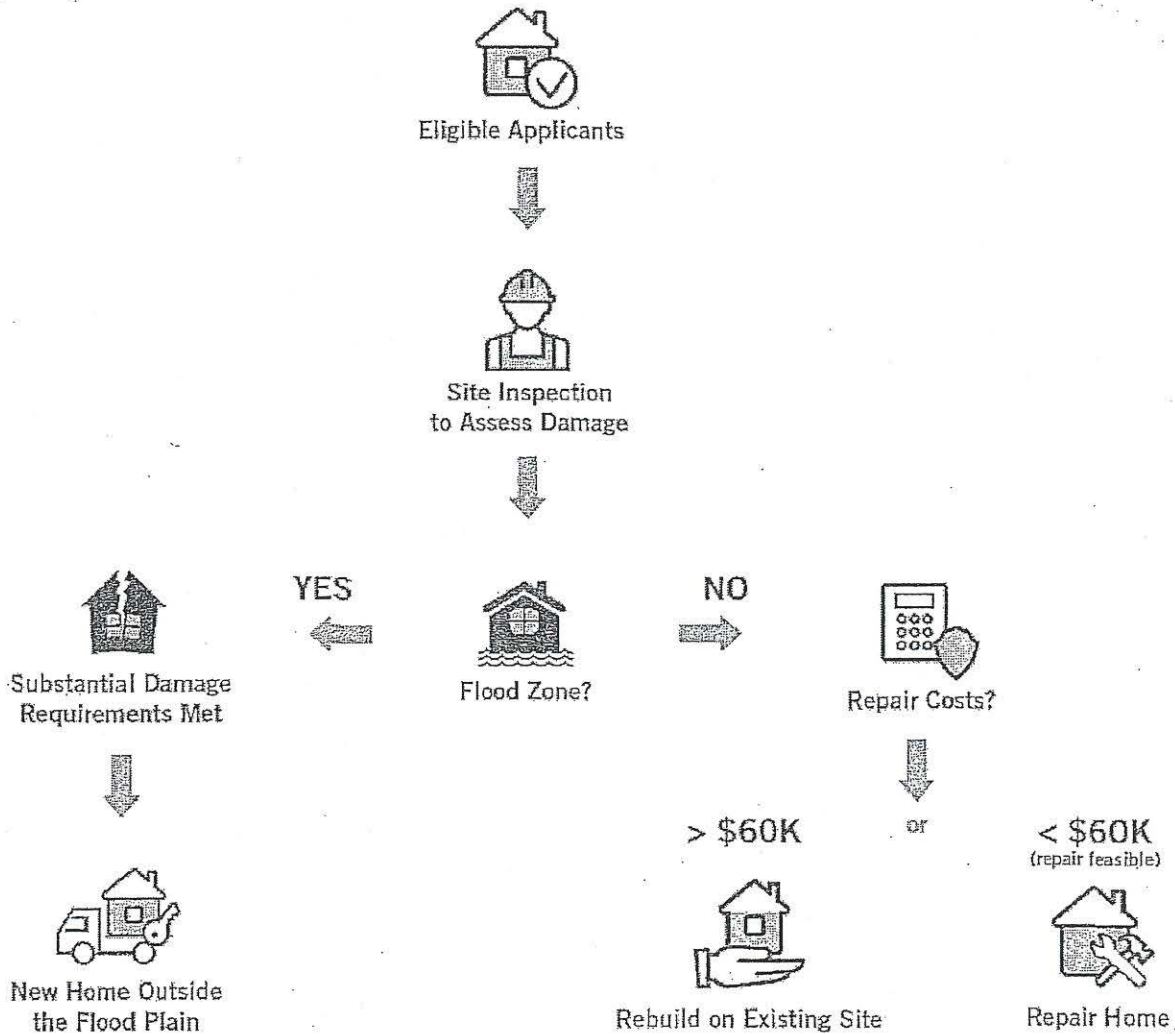 Eligible Applicants
Site Inspection
to Assess Damage
YES
NO
Substantial Damage
Requirements Met
Flood Zone?
Repair Costs?
> $60K
or
< $60K
(repair feasible)
New Home Outside
the Flood Plain
Rebuild on Existing Site
Repair Home